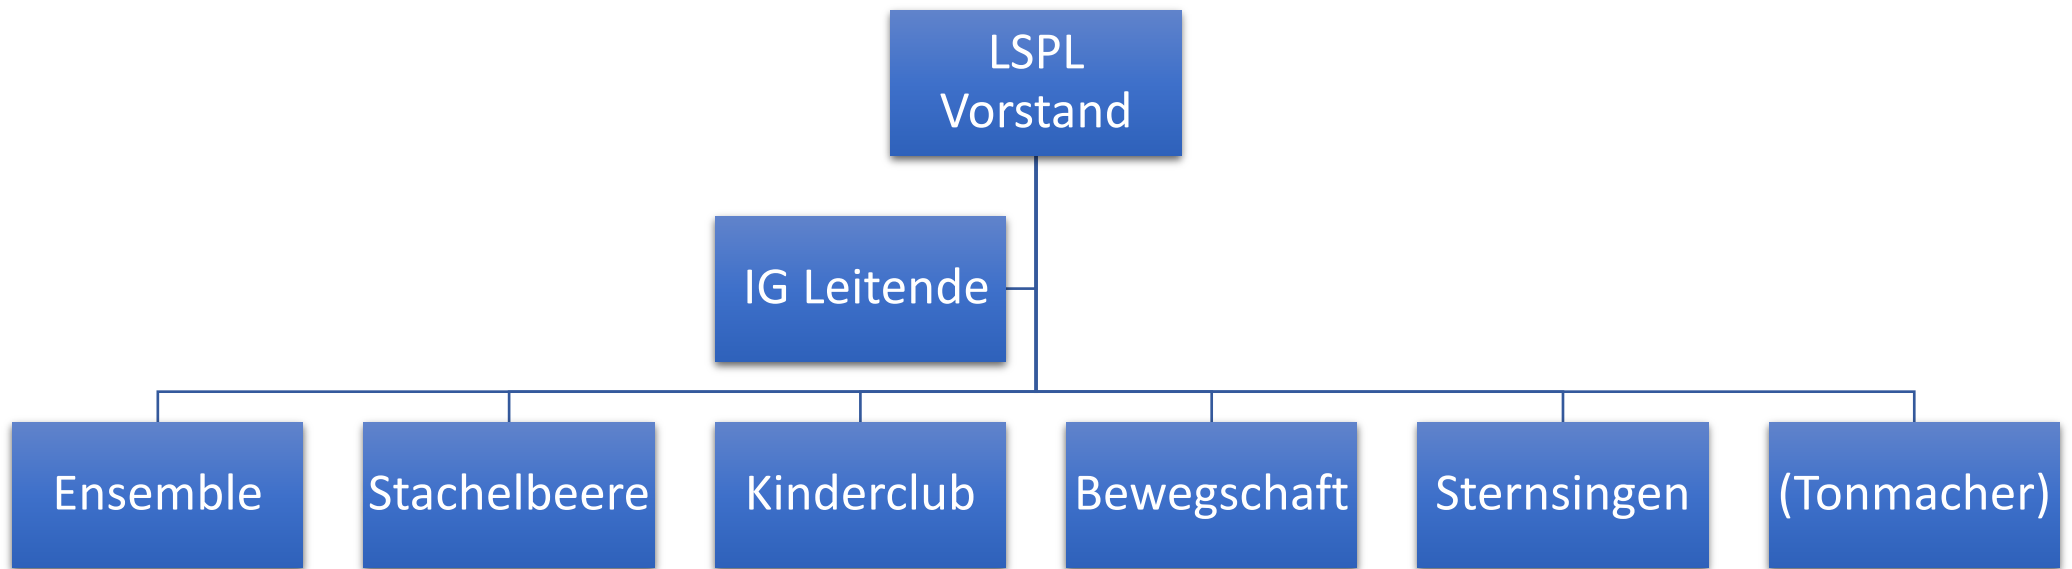 LSPL
Vorstand
IG Leitende
Ensemble
Stachelbeere
Kinderclub
Bewegschaft
Sternsingen
(Tonmacher)